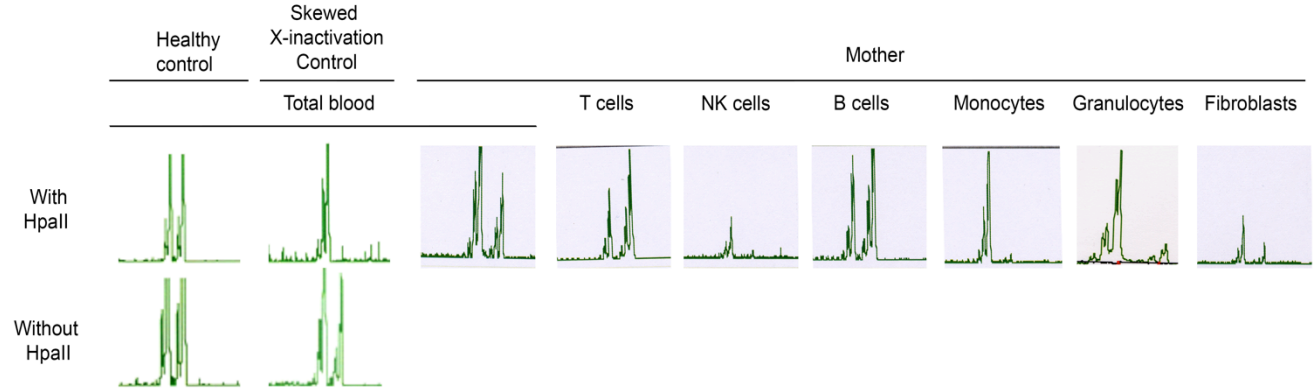 Healthy
control
Skewed
X-inactivation
Control
Mother
Total blood
T cells
NK cells
B cells
Monocytes
Granulocytes
Fibroblasts
With
HpaII
Without
HpaII